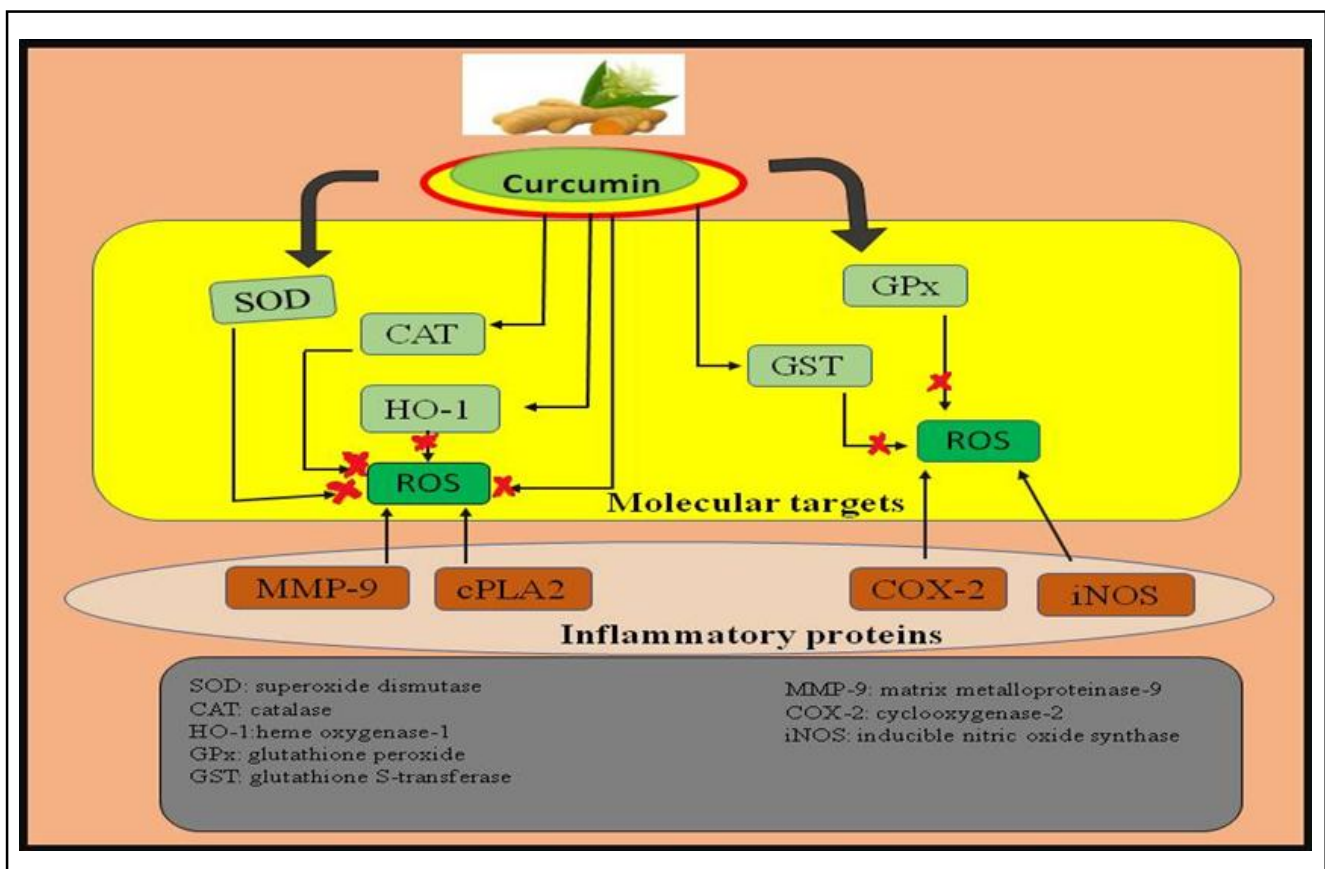 Curcumin
SOD
GPx
CAT
GST
HO-1
ROS
ROS
Molecular targets
MMP-9
cPLA2
COX-2
iNOS
Inflammatory proteins
SOD: superoxide dismutase
CAT: catalase
HO-1:heme oxygenase-1
GPx: glutathione peroxide
GST: glutathione S-transferase
MMP-9: matrix metalloproteinase-9
COX-2: cyclooxygenase-2
iNOS: inducible nitric oxide synthase